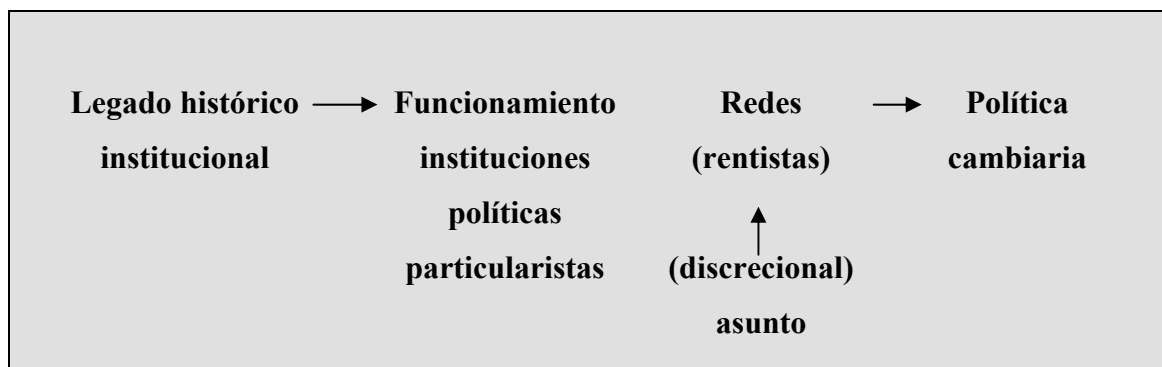 Legado histórico
institucional
Funcionamiento
instituciones
políticas
particularistas
Redes
(rentistas)
(discrecional)
asunto
Política
cambiaria